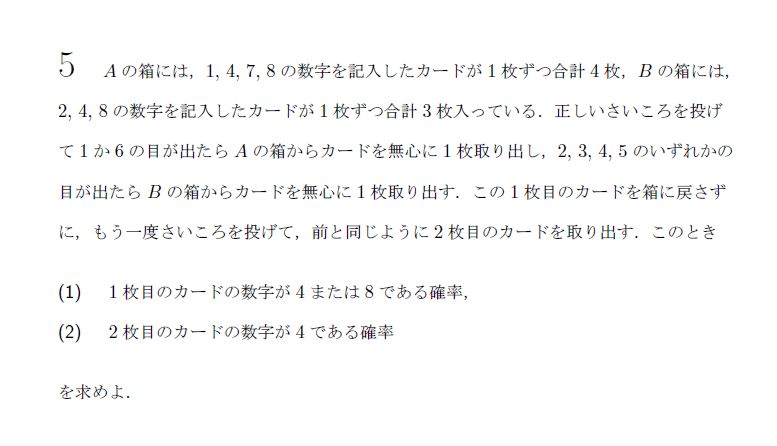 5 Aの箱には，1, 4, 7, 8 の数字を記入したカードが 1 枚ずつ合計 4 枚，B の箱には，
2, 4, 8 の数字を記入したカードが 1 枚ずつ合計 3 枚入っている．正しいさいころを投げ
て 1 か 6 の目が出たら A の箱からカードを無心に 1 枚取り出し，2, 3, 4, 5 のいずれかの
目が出たら B の箱からカードを無心に 1 枚取り出す．この 1 枚目のカードを箱に戻さず
に，もう一度さいころを投げて，前と同じように 2 枚目のカードを取り出す．このとき
(1) 1 枚目のカードの数字が 4 または 8 である確率，
(2) 2 枚目のカードの数字が 4 である確率
を求めよ．